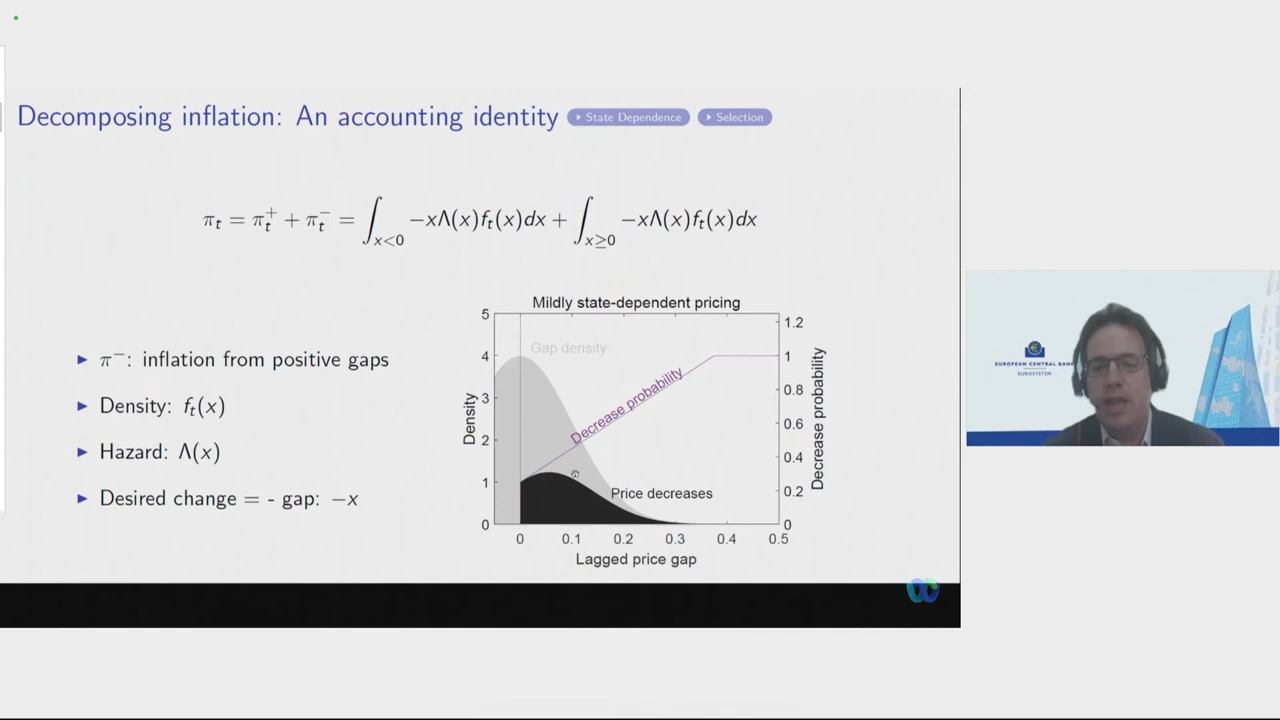 Decomposing inflation: An accounting identity
State Dependence
Selection
πₜ = πₜ⁺ + πₜ⁻ = ∫ₓ<₀ −xΛ(x)fₜ(x)dx + ∫ₓ≥₀ −xΛ(x)fₜ(x)dx
π⁻: inflation from positive gaps
Density: fₜ(x)
Hazard: Λ(x)
Desired change = - gap: −x
Mildly state-dependent pricing
5
4
3
2
1
0
Density
Gap density
Decrease probability
Price decreases
1.2
1
0.8
0.6
0.4
0.2
0
Decrease probability
0 0.1 0.2 0.3 0.4 0.5
Lagged price gap
EUROPEAN CENTRAL BANK
EUROSYSTEM